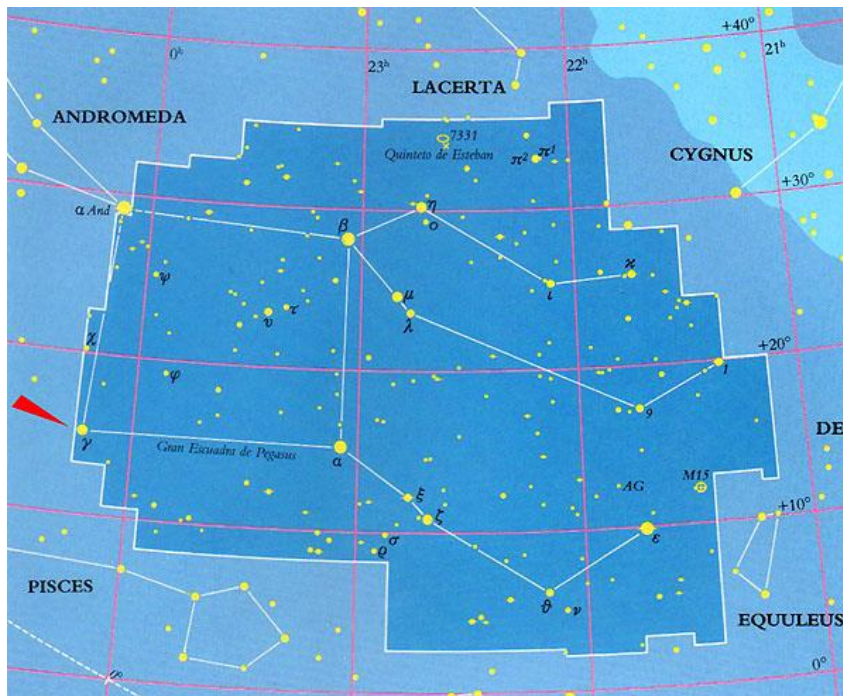 +40°
0ʰ
23ʰ
22ʰ
21ʰ
LACERTA
ANDROMEDA
7331
Quinteto de Esteban
π² π¹
CYGNUS
+30°
α And
η
ο
β
ψ
ϰ
ι
μ
υ
τ
λ
χ
+20°
1
φ
9
γ
Gran Escuadra de Pegasus
α
DE
ξ
AG
M15
ζ
+10°
σ
ε
ϱ
PISCES
ϑ
ν
EQUULEUS
0°
0°